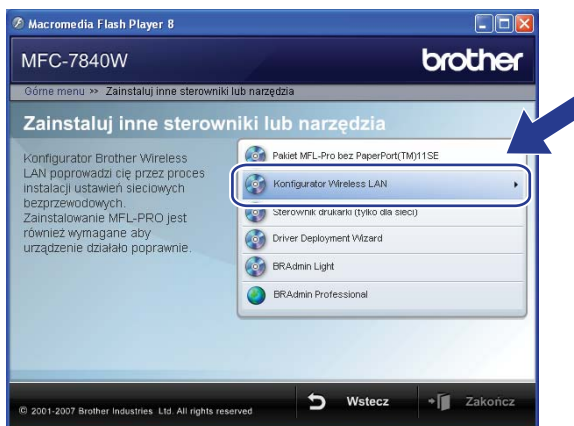 Macromedia Flash Player 8
MFC-7840W
brother
Górne menu >> Zainstaluj inne sterowniki lub narzędzia
Zainstaluj inne sterowniki lub narzędzia
Konfigurator Brother Wireless
LAN poprowadzi cię przez proces
instalacji ustawień sieciowych
bezprzewodowych.
Zainstalowanie MFL-PRO jest
również wymagane aby
urządzenie działało poprawnie.
Pakiet MFL-Pro bez PaperPort(TM)11SE
Konfigurator Wireless LAN
Sterownik drukarki (tylko dla sieci)
Driver Deployment Wizard
BRAdmin Light
BRAdmin Professional
© 2001-2007 Brother Industries Ltd. All rights reserved
Wstecz
Zakończ